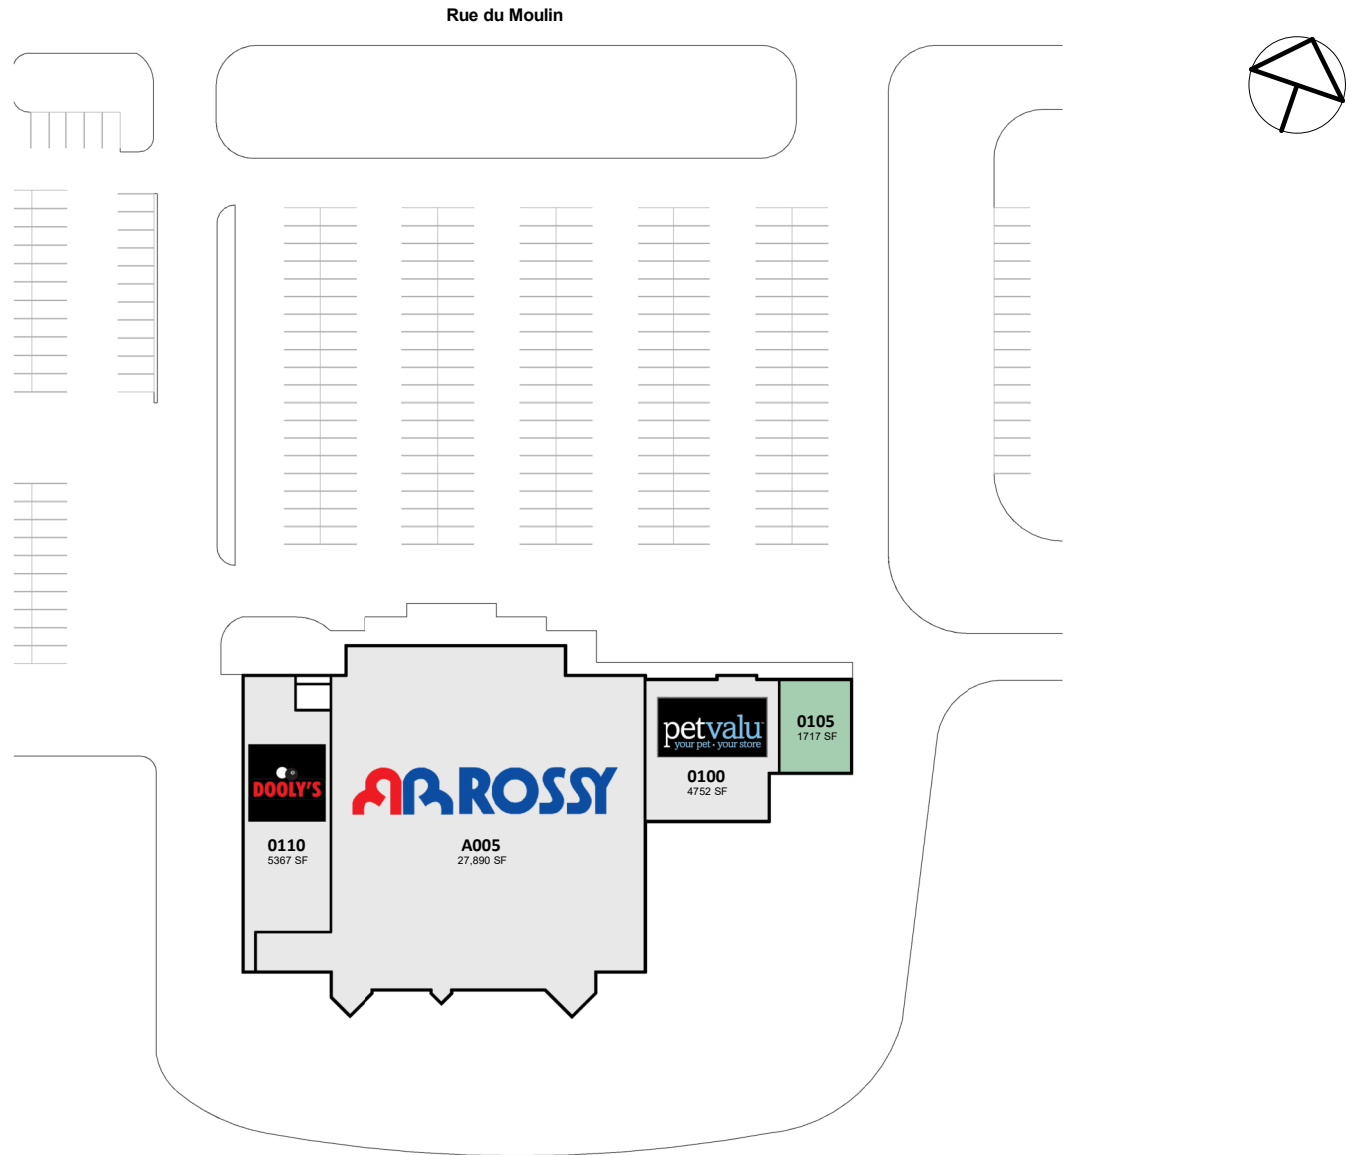 Rue du Moulin
petvalu
your pet • your store
0100
4752 SF
0105
1717 SF
DOOLY'S
0110
5367 SF
ROSSY
A005
27,890 SF